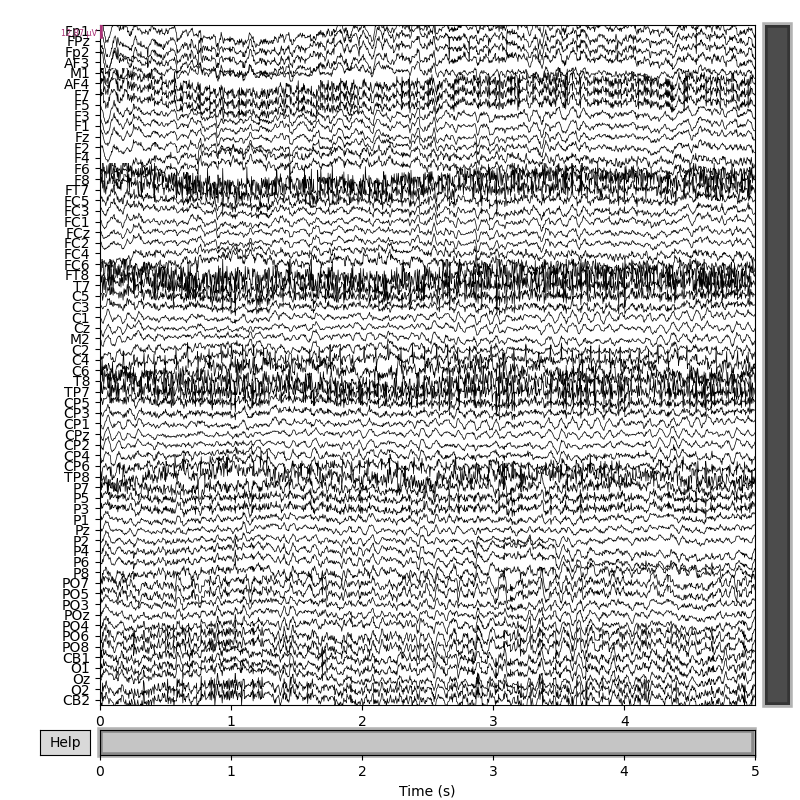 Fp1
FPz
Fp2
AF3
M1
AF4
F7
F5
F3
F1
Fz
F2
F4
F6
F8
FT7
FC5
FC3
FC1
FCz
FC2
FC4
FC6
FT8
T7
C5
C3
C1
Cz
M2
C2
C4
C6
T8
TP7
CP5
CP3
CP1
CPz
CP2
CP4
CP6
TP8
P7
P5
P3
P1
Pz
P2
P4
P6
P8
PO7
PO5
PO3
POz
PO4
PO6
PO8
CB1
O1
Oz
O2
CB2
0 1 2 3 4
Help
0 1 2 3 4 5
Time (s)